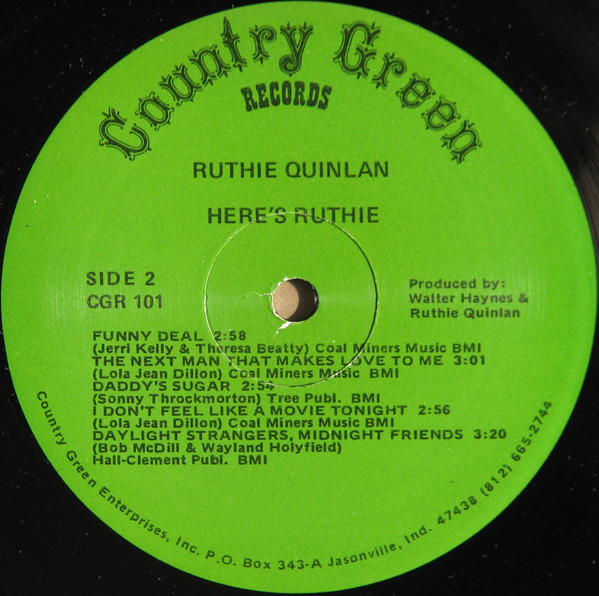 Country Green
RECORDS
RUTHIE QUINLAN
HERE'S RUTHIE
SIDE 2
CGR 101
Produced by:
Walter Haynes &
Ruthie Quinlan
FUNNY DEAL 2:58
(Jerri Kelly & Theresa Beatty) Coal Miners Music BMI
THE NEXT MAN THAT MAKES LOVE TO ME 3:01
(Lola Jean Dillon) Coal Miners Music BMI
DADDY'S SUGAR 2:54
(Sonny Throckmorton) Tree Publ. BMI
I DON'T FEEL LIKE A MOVIE TONIGHT 2:56
(Lola Jean Dillon) Coal Miners Music BMI
DAYLIGHT STRANGERS, MIDNIGHT FRIENDS 3:20
(Bob McDill & Wayland Holyfield)
Hall-Clement Publ. BMI
Country Green Enterprises, Inc. P.O. Box 343-A Jasonville, Ind. 47438 (812) 665-2744